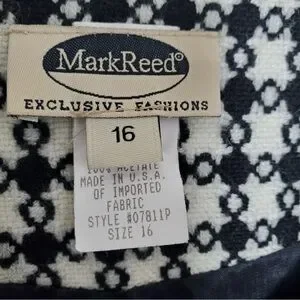 MarkReed®
EXCLUSIVE FASHIONS
16
100% ACETATE
MADE IN U.S.A.
OF IMPORTED
FABRIC
STYLE #07811P
SIZE 16